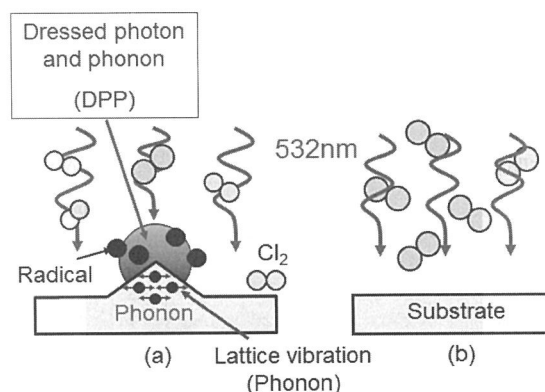 Dressed photon
and phonon
(DPP)
532nm
Radical
Cl₂
Phonon
Substrate
(a)
Lattice vibration
(Phonon)
(b)